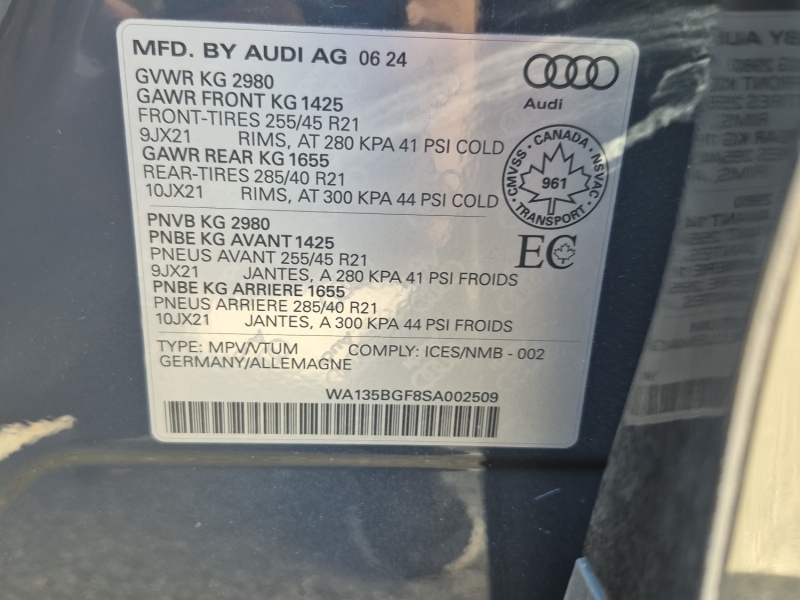 MFD. BY AUDI AG 06 24
GVWR KG 2980
GAWR FRONT KG 1425
FRONT-TIRES 255/45 R21
9JX21 RIMS, AT 280 KPA 41 PSI COLD
GAWR REAR KG 1655
REAR-TIRES 285/40 R21
10JX21 RIMS, AT 300 KPA 44 PSI COLD
Audi
CANADA
CMVSS · NSVAC
961
TRANSPORT
EC
PNVB KG 2980
PNBE KG AVANT 1425
PNEUS AVANT 255/45 R21
9JX21 JANTES, A 280 KPA 41 PSI FROIDS
PNBE KG ARRIERE 1655
PNEUS ARRIERE 285/40 R21
10JX21 JANTES, A 300 KPA 44 PSI FROIDS
TYPE: MPV/VTUM COMPLY: ICES/NMB - 002
GERMANY/ALLEMAGNE
WA135BGF8SA002509